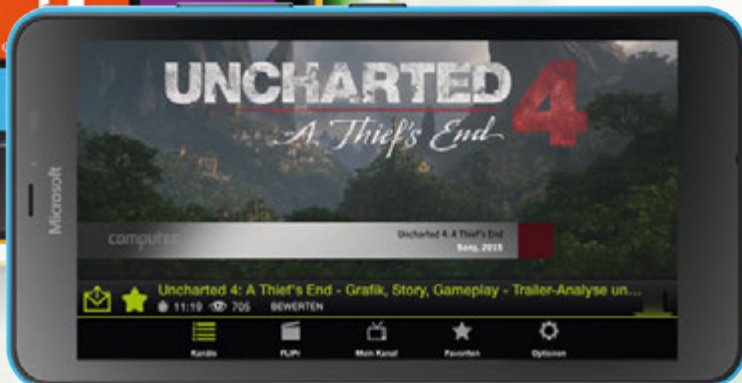 UNCHARTED 4
A Thief's End
Microsoft
computec
Uncharted 4: A Thief's End
Sony, 2015
Uncharted 4: A Thief's End - Grafik, Story, Gameplay - Trailer-Analyse un...
11:19 705 BEWERTEN
Kanäle FLIPr Mein Kanal Favoriten Optionen